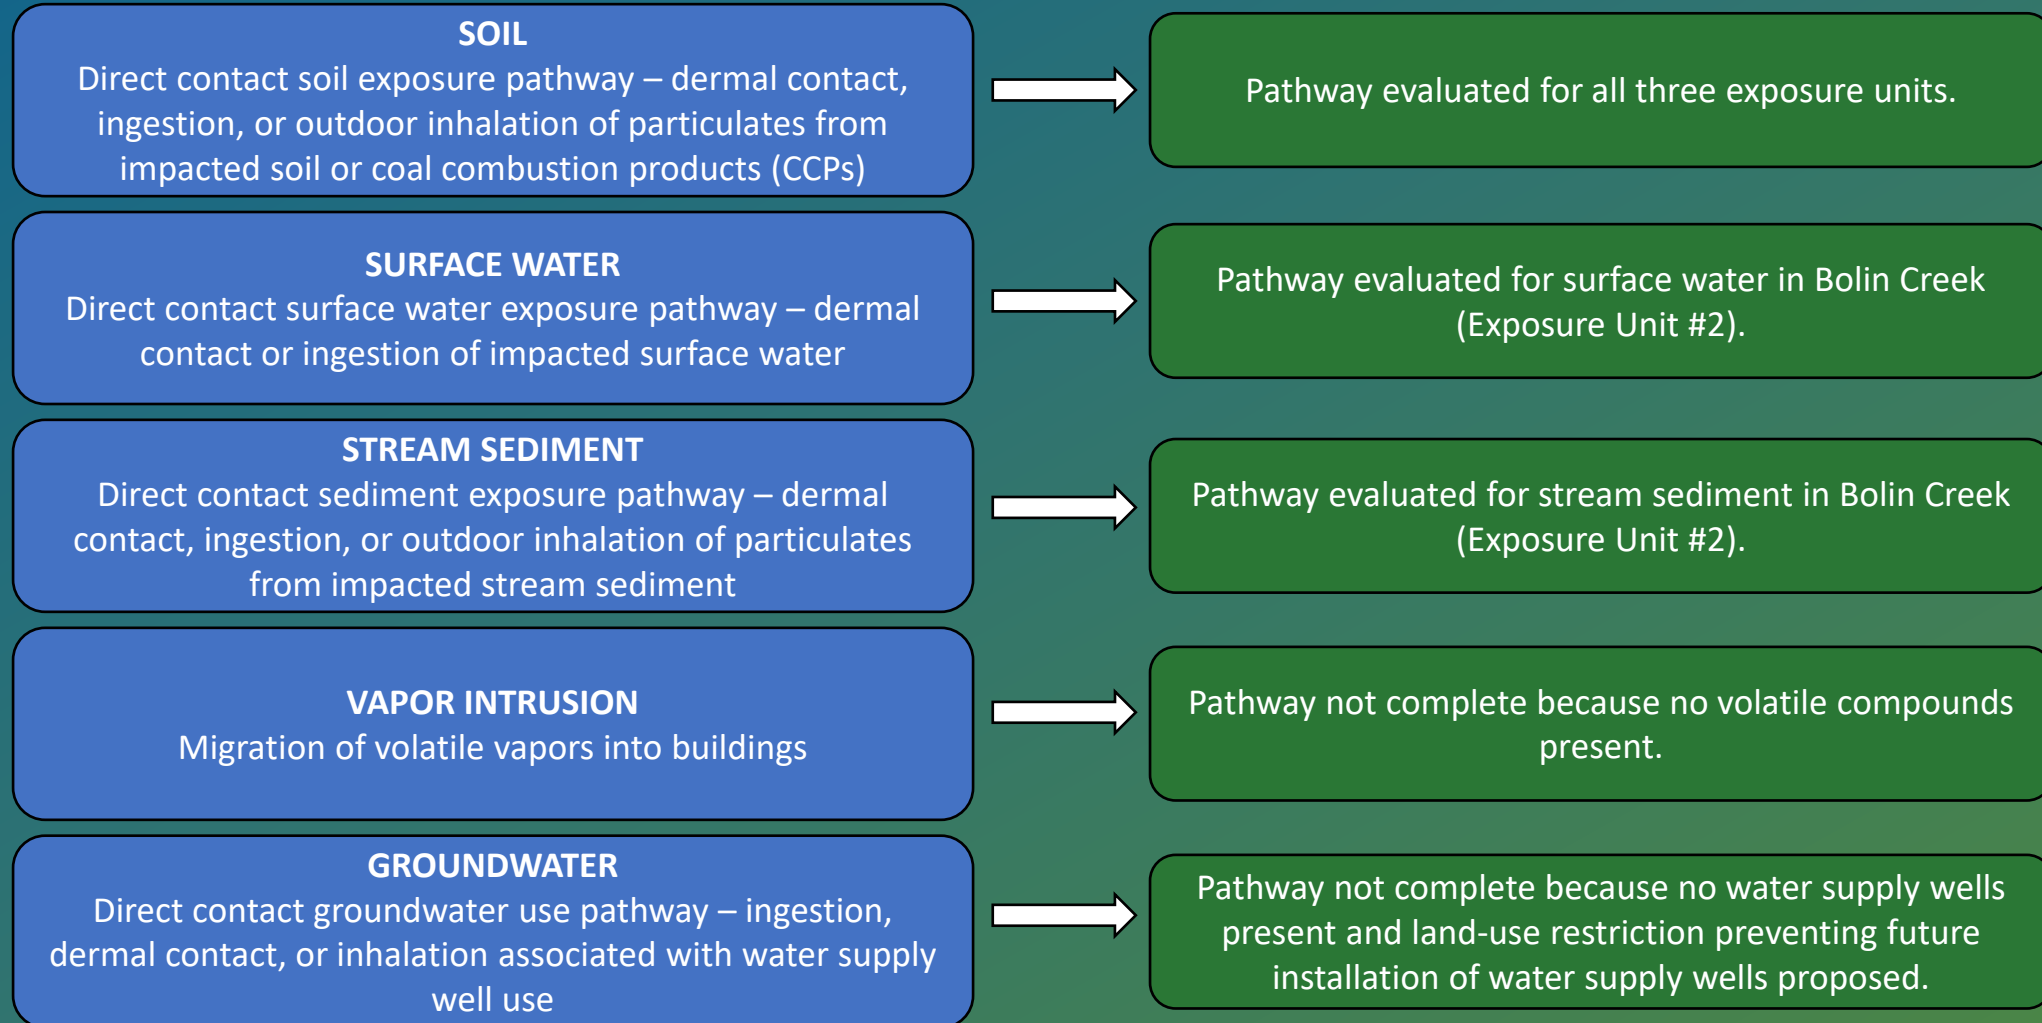 SOIL
Direct contact soil exposure pathway – dermal contact,
ingestion, or outdoor inhalation of particulates from
impacted soil or coal combustion products (CCPs)
Pathway evaluated for all three exposure units.
SURFACE WATER
Direct contact surface water exposure pathway – dermal
contact or ingestion of impacted surface water
Pathway evaluated for surface water in Bolin Creek
(Exposure Unit #2).
STREAM SEDIMENT
Direct contact sediment exposure pathway – dermal
contact, ingestion, or outdoor inhalation of particulates
from impacted stream sediment
Pathway evaluated for stream sediment in Bolin Creek
(Exposure Unit #2).
VAPOR INTRUSION
Migration of volatile vapors into buildings
Pathway not complete because no volatile compounds
present.
GROUNDWATER
Direct contact groundwater use pathway – ingestion,
dermal contact, or inhalation associated with water supply
well use
Pathway not complete because no water supply wells
present and land-use restriction preventing future
installation of water supply wells proposed.